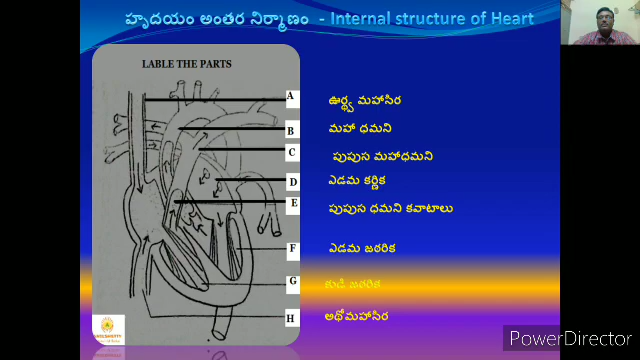 హృదయం అంతర నిర్మాణం - Internal structure of Heart
LABLE THE PARTS
A ఊర్థ్వ మహాసిర
B మహా ధమని
C పుపుస మహాధమని
D ఎడమ కర్ణిక
E పుపుస ధమని కవాటాలు
F ఎడమ జఠరిక
G కుడి జఠరిక
H అథోమహాసిర
PowerDirector